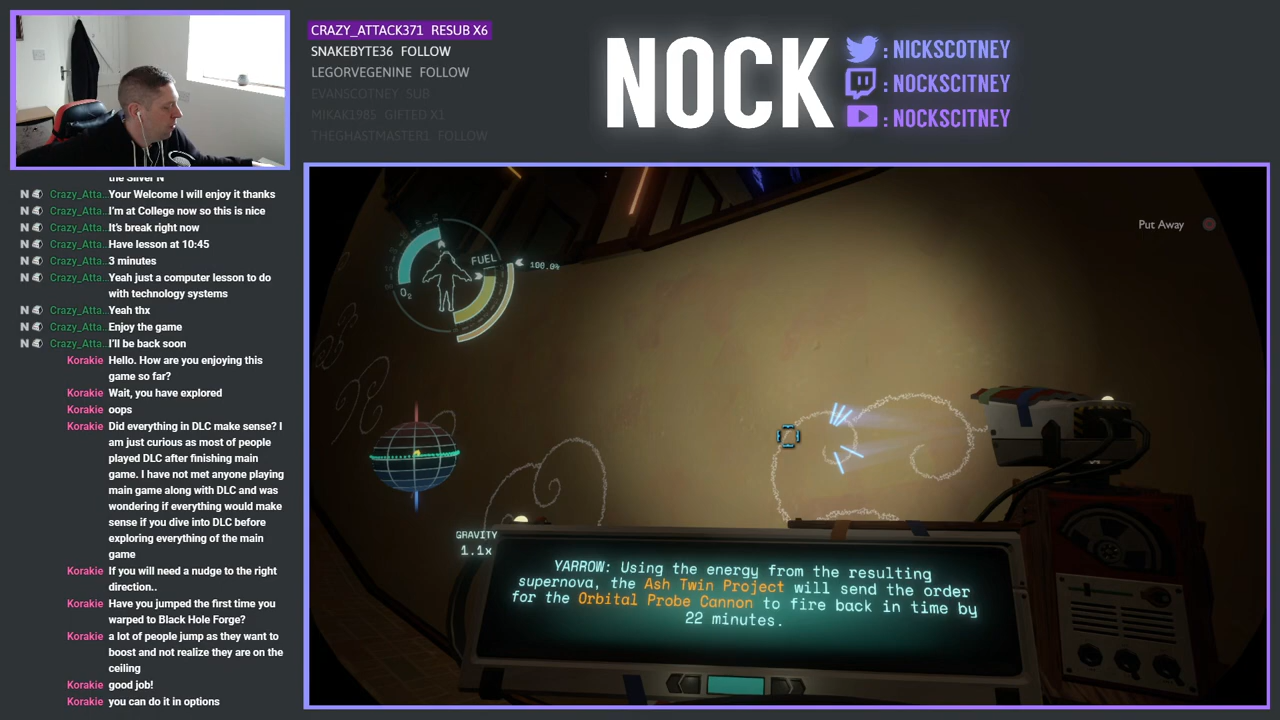 CRAZY_ATTACK371 RESUB X6
SNAKEBYTE36 FOLLOW
LEGORVEGENINE FOLLOW
EVANSCOTNEY SUB
MIKAK1985 GIFTED X1
THEGHASTMASTER1 FOLLOW
NOCK
: NICKSCOTNEY
: NOCKSCITNEY
: NOCKSCITNEY
the Silver N
Crazy_Atta.. Your Welcome I will enjoy it thanks
Crazy_Atta.. I'm at College now so this is nice
Crazy_Atta.. It's break right now
Crazy_Atta.. Have lesson at 10:45
Crazy_Atta.. 3 minutes
Crazy_Atta.. Yeah just a computer lesson to do
with technology systems
Crazy_Atta.. Yeah thx
Crazy_Atta.. Enjoy the game
Crazy_Atta.. I'll be back soon
Korakie Hello. How are you enjoying this
game so far?
Korakie Wait, you have explored
Korakie oops
Korakie Did everything in DLC make sense? I
am just curious as most of people
played DLC after finishing main
game. I have not met anyone playing
main game along with DLC and was
wondering if everything would make
sense if you dive into DLC before
exploring everything of the main
game
Korakie If you will need a nudge to the right
direction..
Korakie Have you jumped the first time you
warped to Black Hole Forge?
Korakie a lot of people jump as they want to
boost and not realize they are on the
ceiling
Korakie good job!
Korakie you can do it in options
Put Away
FUEL
100.0%
O2
GRAVITY
1.1x
YARROW: Using the energy from the resulting
supernova, the Ash Twin Project will send the order
for the Orbital Probe Cannon to fire back in time by
22 minutes.